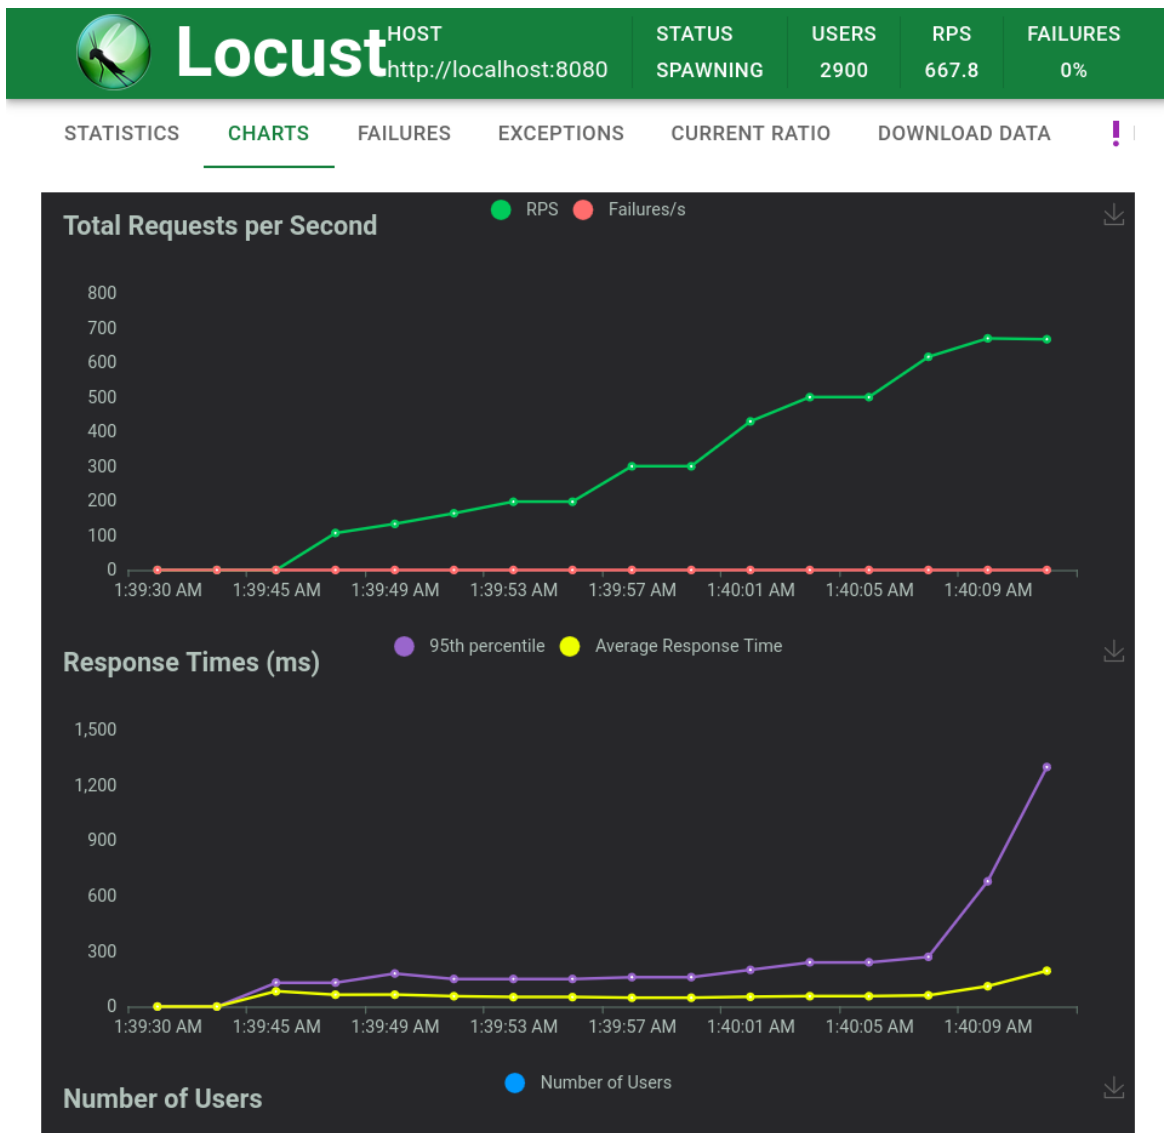 Locust
HOST
http://localhost:8080
STATUS
SPAWNING
USERS
2900
RPS
667.8
FAILURES
0%
STATISTICS CHARTS FAILURES EXCEPTIONS CURRENT RATIO DOWNLOAD DATA
Total Requests per Second
RPS Failures/s
800
700
600
500
400
300
200
100
0
1:39:30 AM 1:39:45 AM 1:39:49 AM 1:39:53 AM 1:39:57 AM 1:40:01 AM 1:40:05 AM 1:40:09 AM
Response Times (ms)
95th percentile Average Response Time
1,500
1,200
900
600
300
0
1:39:30 AM 1:39:45 AM 1:39:49 AM 1:39:53 AM 1:39:57 AM 1:40:01 AM 1:40:05 AM 1:40:09 AM
Number of Users
Number of Users